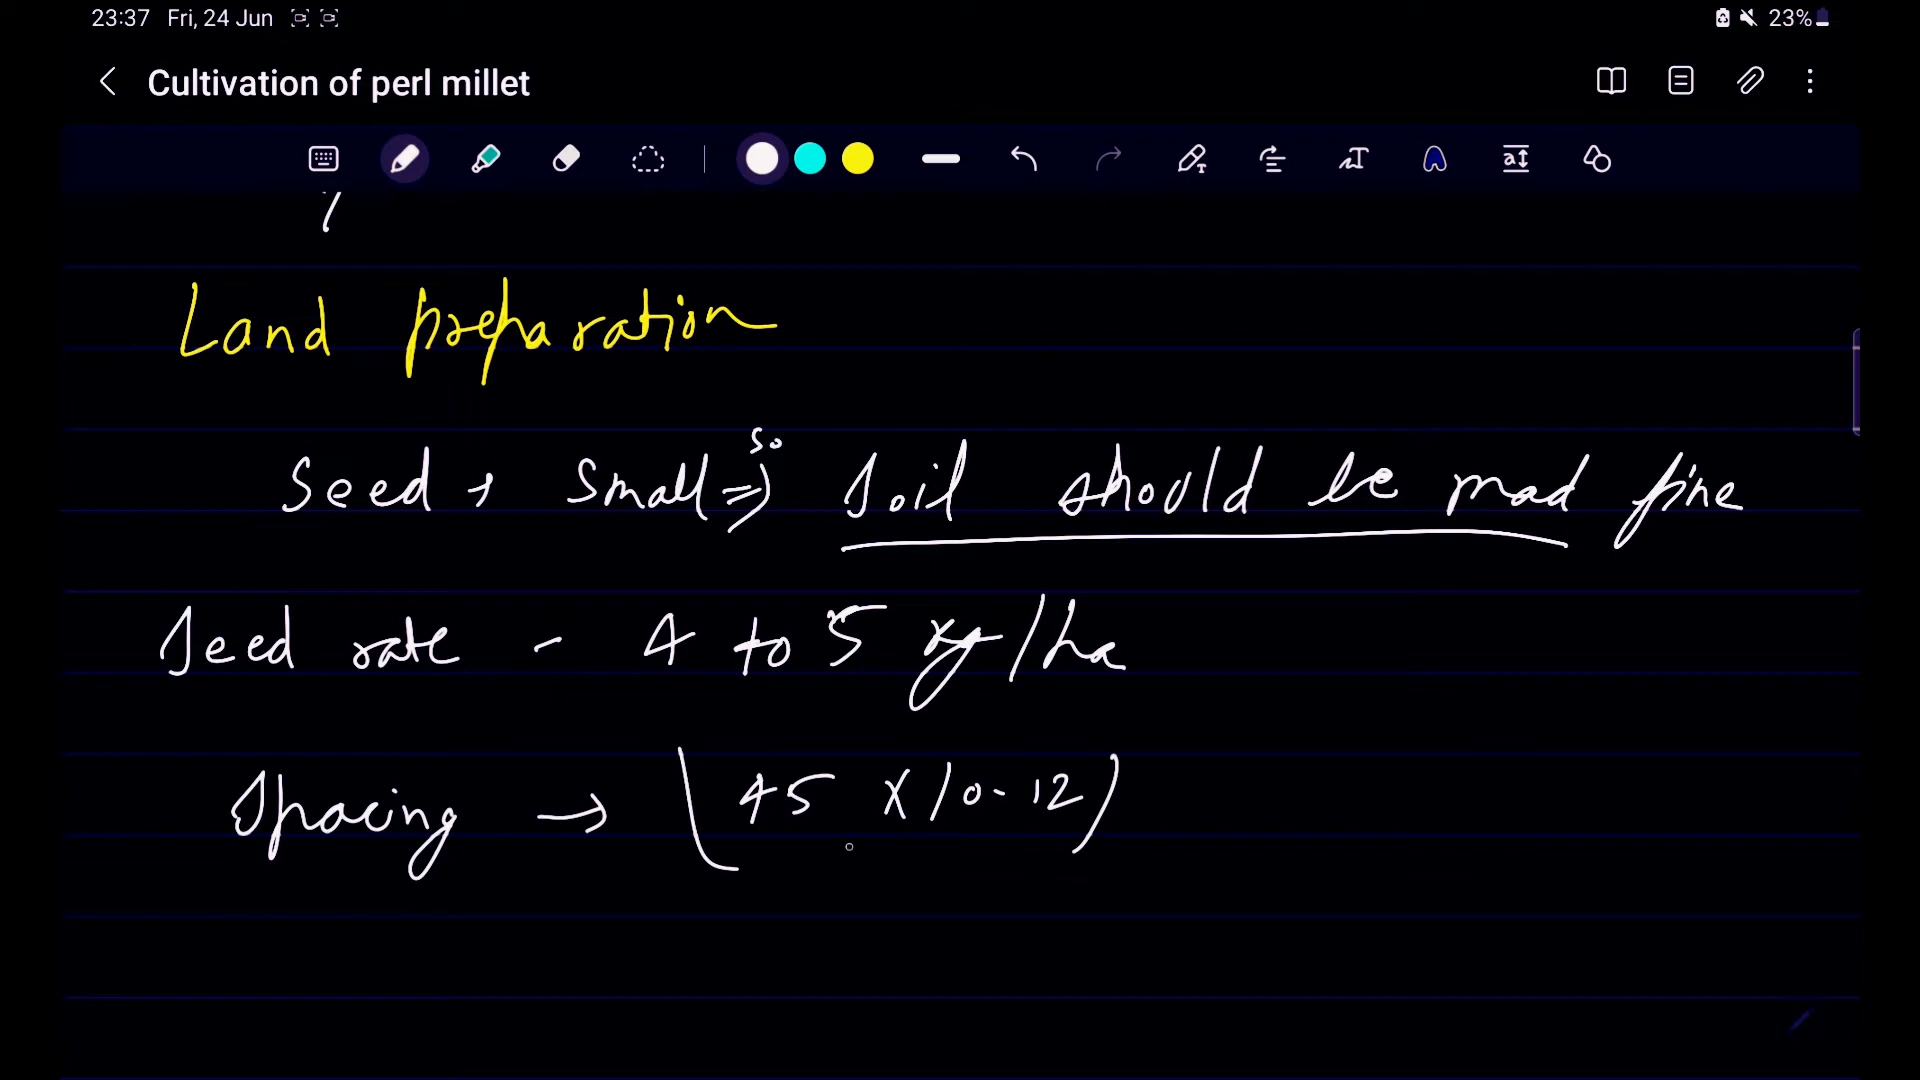 23:37 Fri, 24 Jun 23%
Cultivation of perl millet
Land preparation
so
Seed → Small ⇒ Soil should be mad fine
Seed rate - 4 to 5 kg/ha
Spacing → (45 X 10-12)